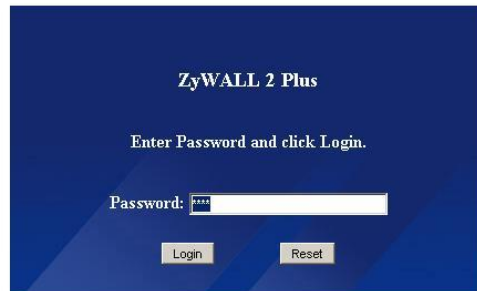 ZyWALL 2 Plus
Enter Password and click Login.
Password: ****
Login Reset